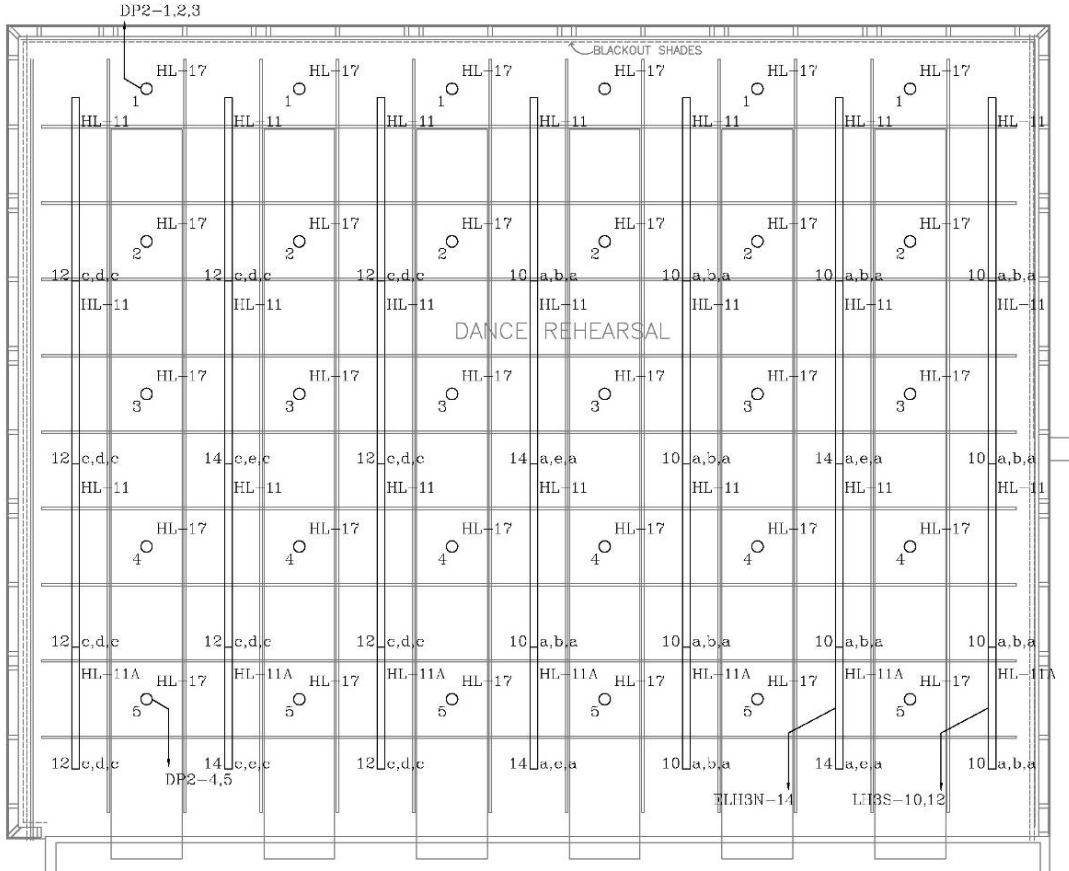 DP2-1,2,3
BLACKOUT SHADES
HL-17 HL-17 HL-17 HL-17 HL-17 HL-17
1 1 1 1 1
HL-11 HL-11 HL-11 HL-11 HL-11 HL-11 HL-11
HL-17 HL-17 HL-17 HL-17 HL-17 HL-17
2 2 2 2 2 2
12 c,d,c 12 c,d,c 12 c,d,c 10 a,b,a 10 a,b,a 10 a,b,a 10 a,b,a
HL-11 HL-11 HL-11 HL-11 HL-11 HL-11 HL-11
DANCE REHEARSAL
HL-17 HL-17 HL-17 HL-17 HL-17 HL-17
3 3 3 3 3 3
12 c,d,c 14 c,e,c 12 c,d,c 14 a,e,a 10 a,b,a 14 a,e,a 10 a,b,a
HL-11 HL-11 HL-11 HL-11 HL-11 HL-11 HL-11
HL-17 HL-17 HL-17 HL-17 HL-17 HL-17
4 4 4 4 4 4
12 c,d,c 12 c,d,c 12 c,d,c 10 a,b,a 10 a,b,a 10 a,b,a 10 a,b,a
HL-11A HL-11A HL-11A HL-11A HL-11A HL-11A HL-11A
HL-17 HL-17 HL-17 HL-17 HL-17 HL-17
5 5 5 5 5 5
12 c,d,c 14 c,e,c 12 c,d,c 14 a,e,a 10 a,b,a 14 a,e,a 10 a,b,a
DP2-4,5
ELH3N-14 LH3S-10,12